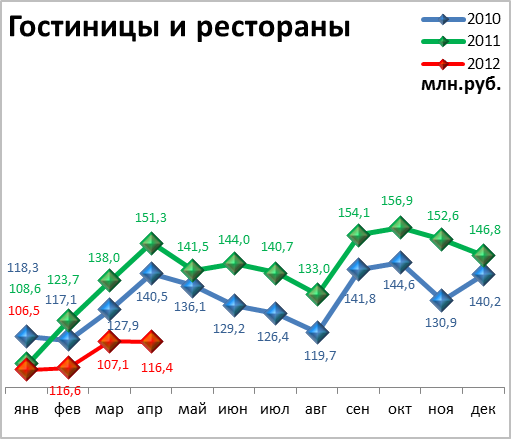 Гостиницы и рестораны
2010
2011
2012
млн.руб.
154,1 156,9 152,6 146,8
151,3 141,5 144,0 140,7 133,0
118,3 123,7 138,0
108,6 117,1 140,5 136,1 141,8 144,6 140,2
106,5 127,9 129,2 126,4 119,7 130,9
116,6 107,1 116,4
янв фев мар апр май июн июл авг сен окт ноя дек